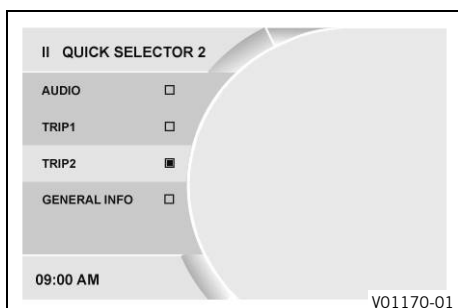 II QUICK SELECTOR 2
AUDIO
TRIP1
TRIP2
GENERAL INFO
09:00 AM
V01170-01